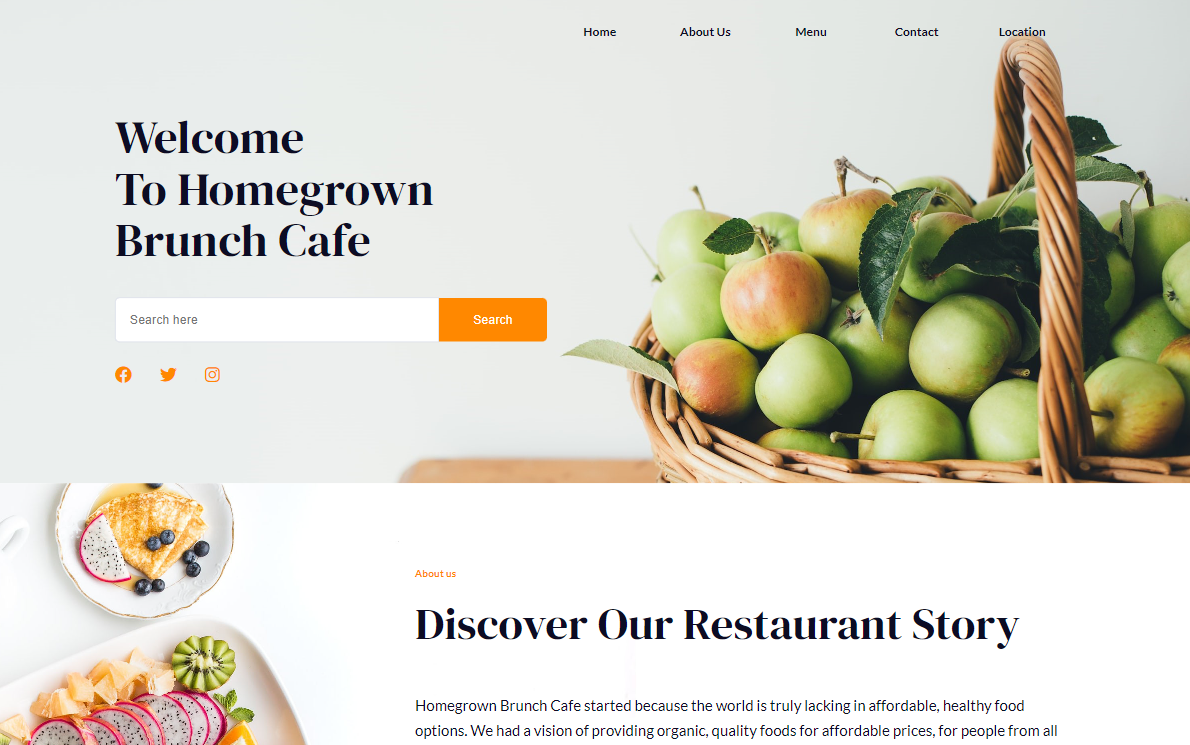 Home About Us Menu Contact Location
Welcome
To Homegrown
Brunch Cafe
Search here Search
About us
Discover Our Restaurant Story
Homegrown Brunch Cafe started because the world is truly lacking in affordable, healthy food
options. We had a vision of providing organic, quality foods for affordable prices, for people from all